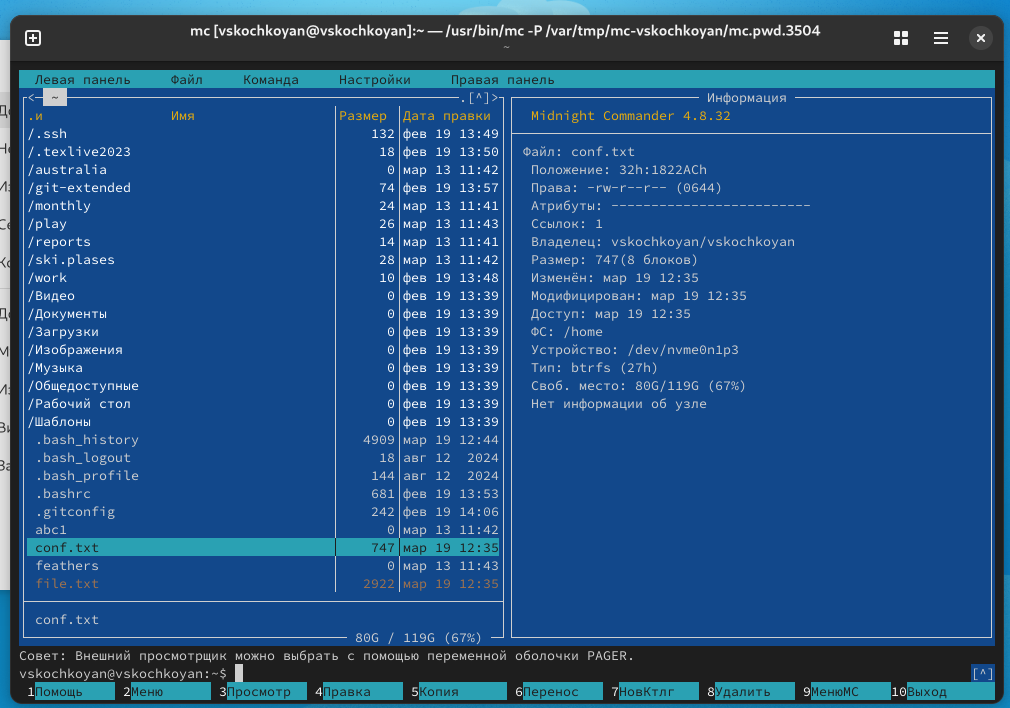 mc [vskochkoyan@vskochkoyan]:~ — /usr/bin/mc -P /var/tmp/mc-vskochkoyan/mc.pwd.3504
~
Левая панель Файл Команда Настройки Правая панель
<─ ~ .[^]>
.и Имя Размер Дата правки
/.ssh 132 фев 19 13:49
/.texlive2023 18 фев 19 13:50
/australia 0 мар 13 11:42
/git-extended 74 фев 19 13:57
/monthly 24 мар 13 11:41
/play 26 мар 13 11:43
/reports 14 мар 13 11:41
/ski.plases 28 мар 13 11:42
/work 10 фев 19 13:48
/Видео 0 фев 19 13:39
/Документы 0 фев 19 13:39
/Загрузки 0 фев 19 13:39
/Изображения 0 фев 19 13:39
/Музыка 0 фев 19 13:39
/Общедоступные 0 фев 19 13:39
/Рабочий стол 0 фев 19 13:39
/Шаблоны 0 фев 19 13:39
.bash_history 4909 мар 19 12:44
.bash_logout 18 авг 12 2024
.bash_profile 144 авг 12 2024
.bashrc 681 фев 19 13:53
.gitconfig 242 фев 19 14:06
abc1 0 мар 13 11:42
conf.txt 747 мар 19 12:35
feathers 0 мар 13 11:43
file.txt 2922 мар 19 12:35
conf.txt
80G / 119G (67%)
Информация
Midnight Commander 4.8.32
Файл: conf.txt
Положение: 32h:1822ACh
Права: -rw-r--r-- (0644)
Атрибуты: -------------------------
Ссылок: 1
Владелец: vskochkoyan/vskochkoyan
Размер: 747(8 блоков)
Изменён: мар 19 12:35
Модифицирован: мар 19 12:35
Доступ: мар 19 12:35
ФС: /home
Устройство: /dev/nvme0n1p3
Тип: btrfs (27h)
Своб. место: 80G/119G (67%)
Нет информации об узле
Совет: Внешний просмотрщик можно выбрать с помощью переменной оболочки PAGER.
vskochkoyan@vskochkoyan:~$ [^]
1Помощь 2Меню 3Просмотр 4Правка 5Копия 6Перенос 7НовКтлг 8Удалить 9МенюМС 10Выход